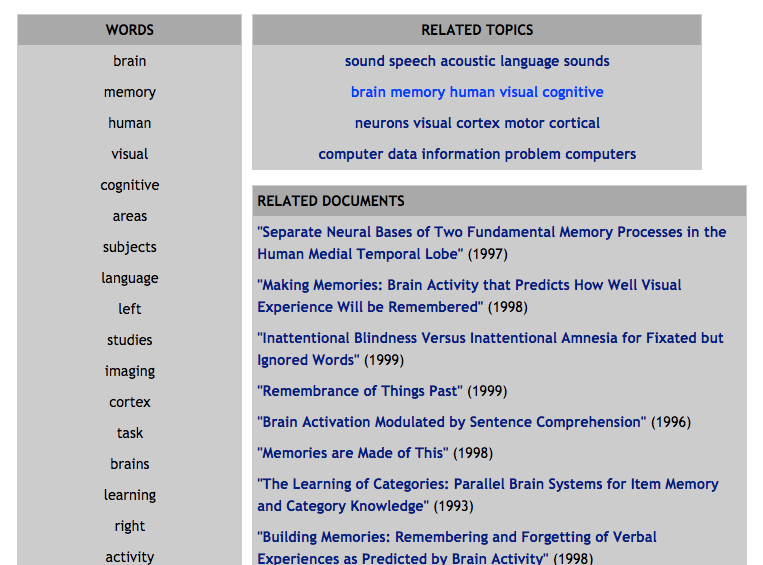 WORDS
brain
memory
human
visual
cognitive
areas
subjects
language
left
studies
imaging
cortex
task
brains
learning
right
activity
RELATED TOPICS
sound speech acoustic language sounds
brain memory human visual cognitive
neurons visual cortex motor cortical
computer data information problem computers
RELATED DOCUMENTS
"Separate Neural Bases of Two Fundamental Memory Processes in the
Human Medial Temporal Lobe" (1997)
"Making Memories: Brain Activity that Predicts How Well Visual
Experience Will be Remembered" (1998)
"Inattentional Blindness Versus Inattentional Amnesia for Fixated but
Ignored Words" (1999)
"Remembrance of Things Past" (1999)
"Brain Activation Modulated by Sentence Comprehension" (1996)
"Memories are Made of This" (1998)
"The Learning of Categories: Parallel Brain Systems for Item Memory
and Category Knowledge" (1993)
"Building Memories: Remembering and Forgetting of Verbal
Experiences as Predicted by Brain Activity" (1998)